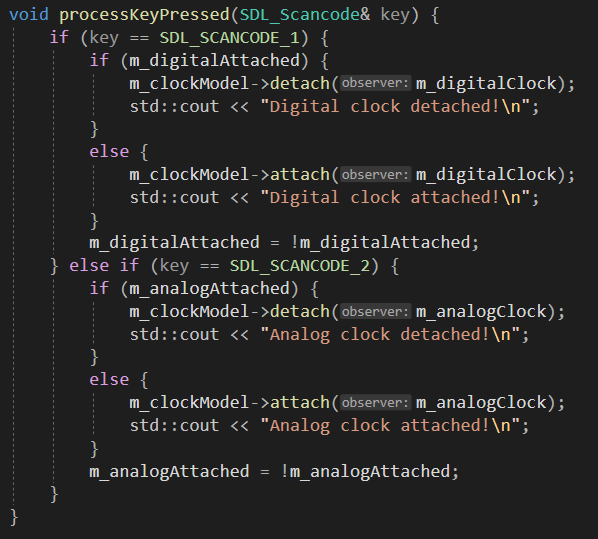 void processKeyPressed(SDL_Scancode& key) {
    if (key == SDL_SCANCODE_1) {
        if (m_digitalAttached) {
            m_clockModel->detach(observer: m_digitalClock);
            std::cout << "Digital clock detached!\n";
        }
        else {
            m_clockModel->attach(observer: m_digitalClock);
            std::cout << "Digital clock attached!\n";
        }
        m_digitalAttached = !m_digitalAttached;
    } else if (key == SDL_SCANCODE_2) {
        if (m_analogAttached) {
            m_clockModel->detach(observer: m_analogClock);
            std::cout << "Analog clock detached!\n";
        }
        else {
            m_clockModel->attach(observer: m_analogClock);
            std::cout << "Analog clock attached!\n";
        }
        m_analogAttached = !m_analogAttached;
    }
}